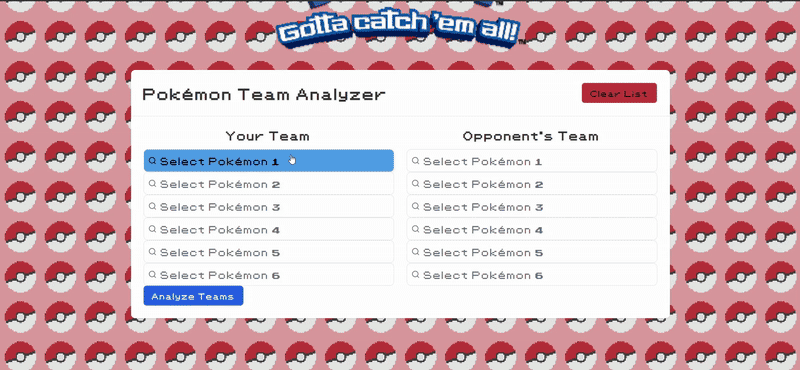 Gotta catch 'em all!
TM
Pokémon Team Analyzer
Clear List
Your Team
Select Pokémon 1
Select Pokémon 2
Select Pokémon 3
Select Pokémon 4
Select Pokémon 5
Select Pokémon 6
Analyze Teams
Opponent's Team
Select Pokémon 1
Select Pokémon 2
Select Pokémon 3
Select Pokémon 4
Select Pokémon 5
Select Pokémon 6